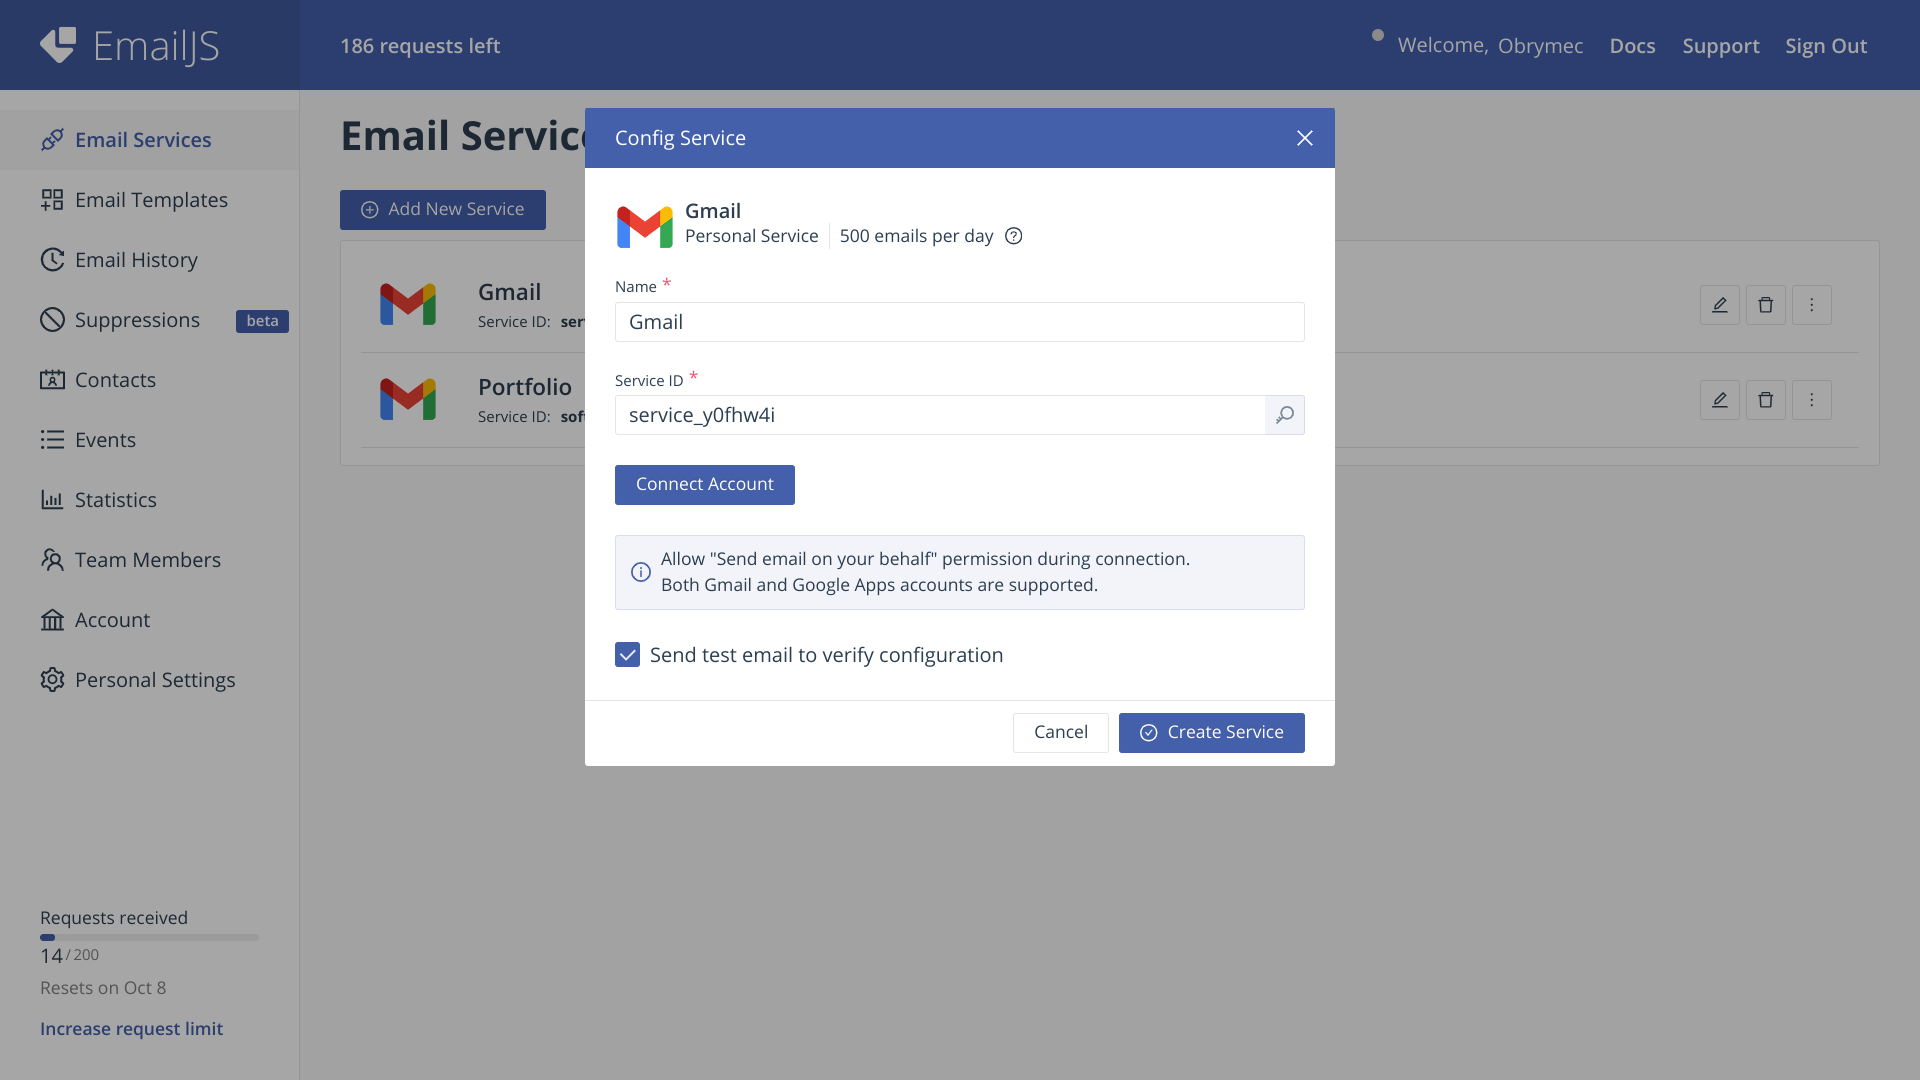 EmailJS
186 requests left
Welcome, Obrymec
Docs
Support
Sign Out
Email Services
Email Templates
Email History
Suppressions beta
Contacts
Events
Statistics
Team Members
Account
Personal Settings
Requests received
14 / 200
Resets on Oct 8
Increase request limit
Email Service
Add New Service
Gmail
Service ID: ser
Portfolio
Service ID: sof
Config Service
Gmail
Personal Service 500 emails per day
Name *
Gmail
Service ID *
service_y0fhw4i
Connect Account
Allow "Send email on your behalf" permission during connection.
Both Gmail and Google Apps accounts are supported.
Send test email to verify configuration
Cancel
Create Service